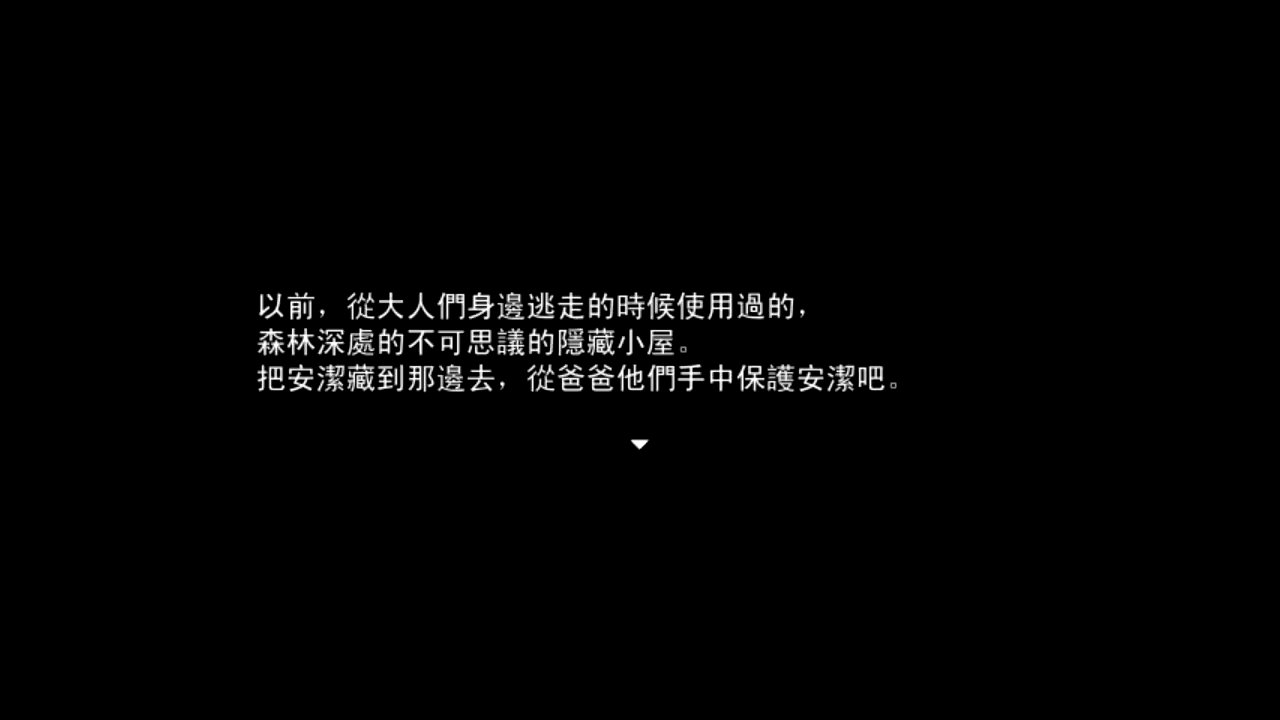 以前，從大人們身邊逃走的時候使用過的，
森林深處的不可思議的隱藏小屋。
把安潔藏到那邊去，從爸爸他們手中保護安潔吧。